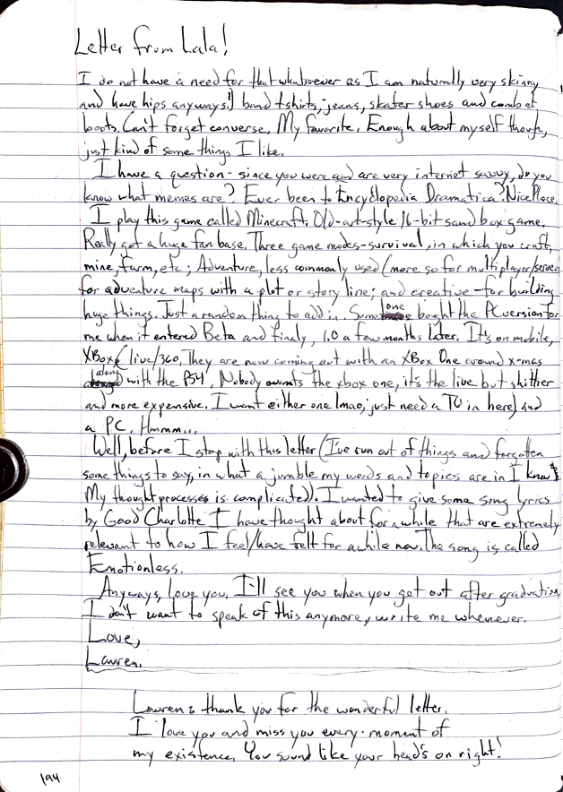 Letter from Lala!
I do not have a need for that whatsoever as I am naturally very skinny
and have hips anyways!) band tshirts, jeans, skater shoes and combat
boots. Can't forget converse, My favorite. Enough about myself though,
just kind of some things I like.
I have a question - since you were and are very internet savvy, do you
know what memes are? Ever been to Encyclopedia Dramatica? Nice Place.
I play this game called Minecraft. Old-art-style 16-bit sand box game.
Really got a huge fan base. Three game modes - survival, in which you craft,
mine, farm, etc; Adventure, less commonly used (more so for multiplayer/servers
for adventure maps with a plot or story line; and creative - for building
huge things. Just a random thing to add in. Someone bought the PC version for
me when it entered Beta and finaly, 1.0 a few months later. It's on mobile,
XBox (live/360. They are now coming out with an XBox One around x-mas
along with the PS4. Nobody wants the xbox one, it's the live but shittier
and more expensive. I want either one lmao, just need a TV in here) and
a PC. Hmmm...
Well, before I stop with this letter (I've run out of things and forgotten
some things to say, in what a jumble my words and topics are in I know!
My thought processes is complicated). I wanted to give some song lyrics
by Good Charlotte I have thought about for a while that are extremely
relevant to how I feel/have felt for a while now. The song is called
Emotionless.
Anyways, love you. I'll see you when you get out after graduation.
I don't want to speak of this anymore, write me whenever.
Love,
Lauren.
Lauren: thank you for the wonderful letter.
I love you and miss you every moment of
my existence. You sound like your head's on right!
194